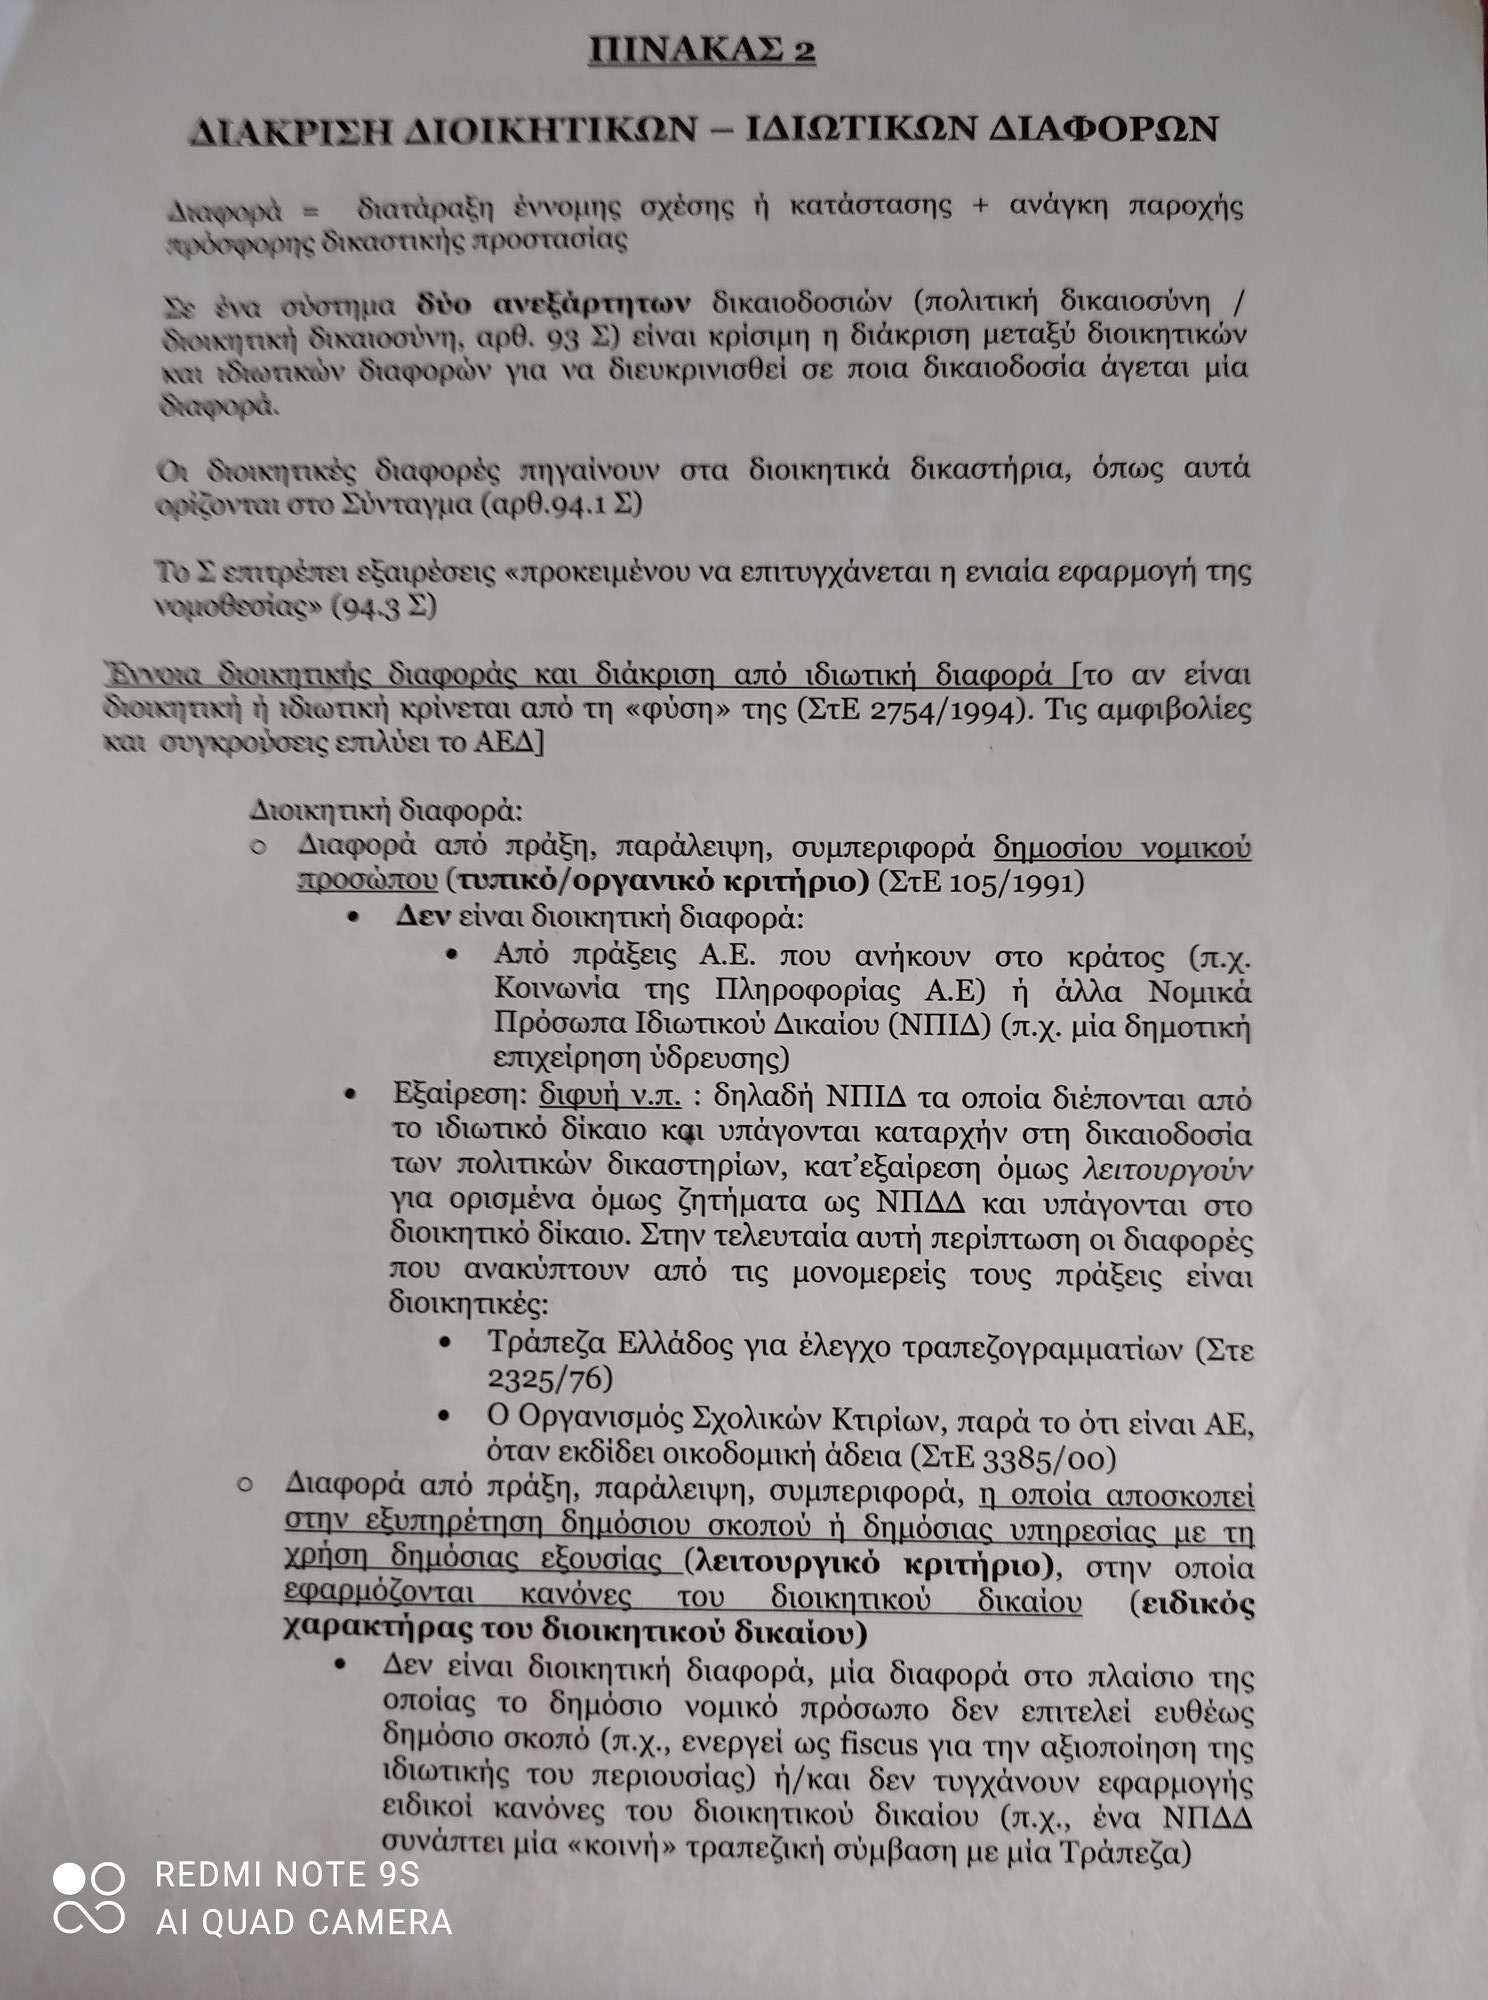 ΠΙΝΑΚΑΣ 2
ΔΙΑΚΡΙΣΗ ΔΙΟΙΚΗΤΙΚΩΝ – ΙΔΙΩΤΙΚΩΝ ΔΙΑΦΟΡΩΝ
Διαφορά = διατάραξη έννομης σχέσης ή κατάστασης + ανάγκη παροχής
πρόσφορης δικαστικής προστασίας
Σε ένα σύστημα δύο ανεξάρτητων δικαιοδοσιών (πολιτική δικαιοσύνη /
διοικητική δικαιοσύνη, αρθ. 93 Σ) είναι κρίσιμη η διάκριση μεταξύ διοικητικών
και ιδιωτικών διαφορών για να διευκρινισθεί σε ποια δικαιοδοσία άγεται μία
διαφορά.
Οι διοικητικές διαφορές πηγαίνουν στα διοικητικά δικαστήρια, όπως αυτά
ορίζονται στο Σύνταγμα (αρθ.94.1 Σ)
Το Σ επιτρέπει εξαιρέσεις «προκειμένου να επιτυγχάνεται η ενιαία εφαρμογή της
νομοθεσίας» (94.3 Σ)
Έννοια διοικητικής διαφοράς και διάκριση από ιδιωτική διαφορά [το αν είναι
διοικητική ή ιδιωτική κρίνεται από τη «φύση» της (ΣτΕ 2754/1994). Τις αμφιβολίες
και συγκρούσεις επιλύει το ΑΕΔ]
Διοικητική διαφορά:
○ Διαφορά από πράξη, παράλειψη, συμπεριφορά δημοσίου νομικού
προσώπου (τυπικό/οργανικό κριτήριο) (ΣτΕ 105/1991)
• Δεν είναι διοικητική διαφορά:
• Από πράξεις Α.Ε. που ανήκουν στο κράτος (π.χ.
Κοινωνία της Πληροφορίας Α.Ε) ή άλλα Νομικά
Πρόσωπα Ιδιωτικού Δικαίου (ΝΠΙΔ) (π.χ. μία δημοτική
επιχείρηση ύδρευσης)
• Εξαίρεση: διφυή ν.π. : δηλαδή ΝΠΙΔ τα οποία διέπονται από
το ιδιωτικό δίκαιο και υπάγονται καταρχήν στη δικαιοδοσία
των πολιτικών δικαστηρίων, κατ’εξαίρεση όμως λειτουργούν
για ορισμένα όμως ζητήματα ως ΝΠΔΔ και υπάγονται στο
διοικητικό δίκαιο. Στην τελευταία αυτή περίπτωση οι διαφορές
που ανακύπτουν από τις μονομερείς τους πράξεις είναι
διοικητικές:
• Τράπεζα Ελλάδος για έλεγχο τραπεζογραμματίων (Στε
2325/76)
• Ο Οργανισμός Σχολικών Κτιρίων, παρά το ότι είναι ΑΕ,
όταν εκδίδει οικοδομική άδεια (ΣτΕ 3385/00)
○ Διαφορά από πράξη, παράλειψη, συμπεριφορά, η οποία αποσκοπεί
στην εξυπηρέτηση δημόσιου σκοπού ή δημόσιας υπηρεσίας με τη
χρήση δημόσιας εξουσίας (λειτουργικό κριτήριο), στην οποία
εφαρμόζονται κανόνες του διοικητικού δικαίου (ειδικός
χαρακτήρας του διοικητικού δικαίου)
• Δεν είναι διοικητική διαφορά, μία διαφορά στο πλαίσιο της
οποίας το δημόσιο νομικό πρόσωπο δεν επιτελεί ευθέως
δημόσιο σκοπό (π.χ., ενεργεί ως fiscus για την αξιοποίηση της
ιδιωτικής του περιουσίας) ή/και δεν τυγχάνουν εφαρμογής
ειδικοί κανόνες του διοικητικού δικαίου (π.χ., ένα ΝΠΔΔ
συνάπτει μία «κοινή» τραπεζική σύμβαση με μία Τράπεζα)
REDMI NOTE 9S
AI QUAD CAMERA